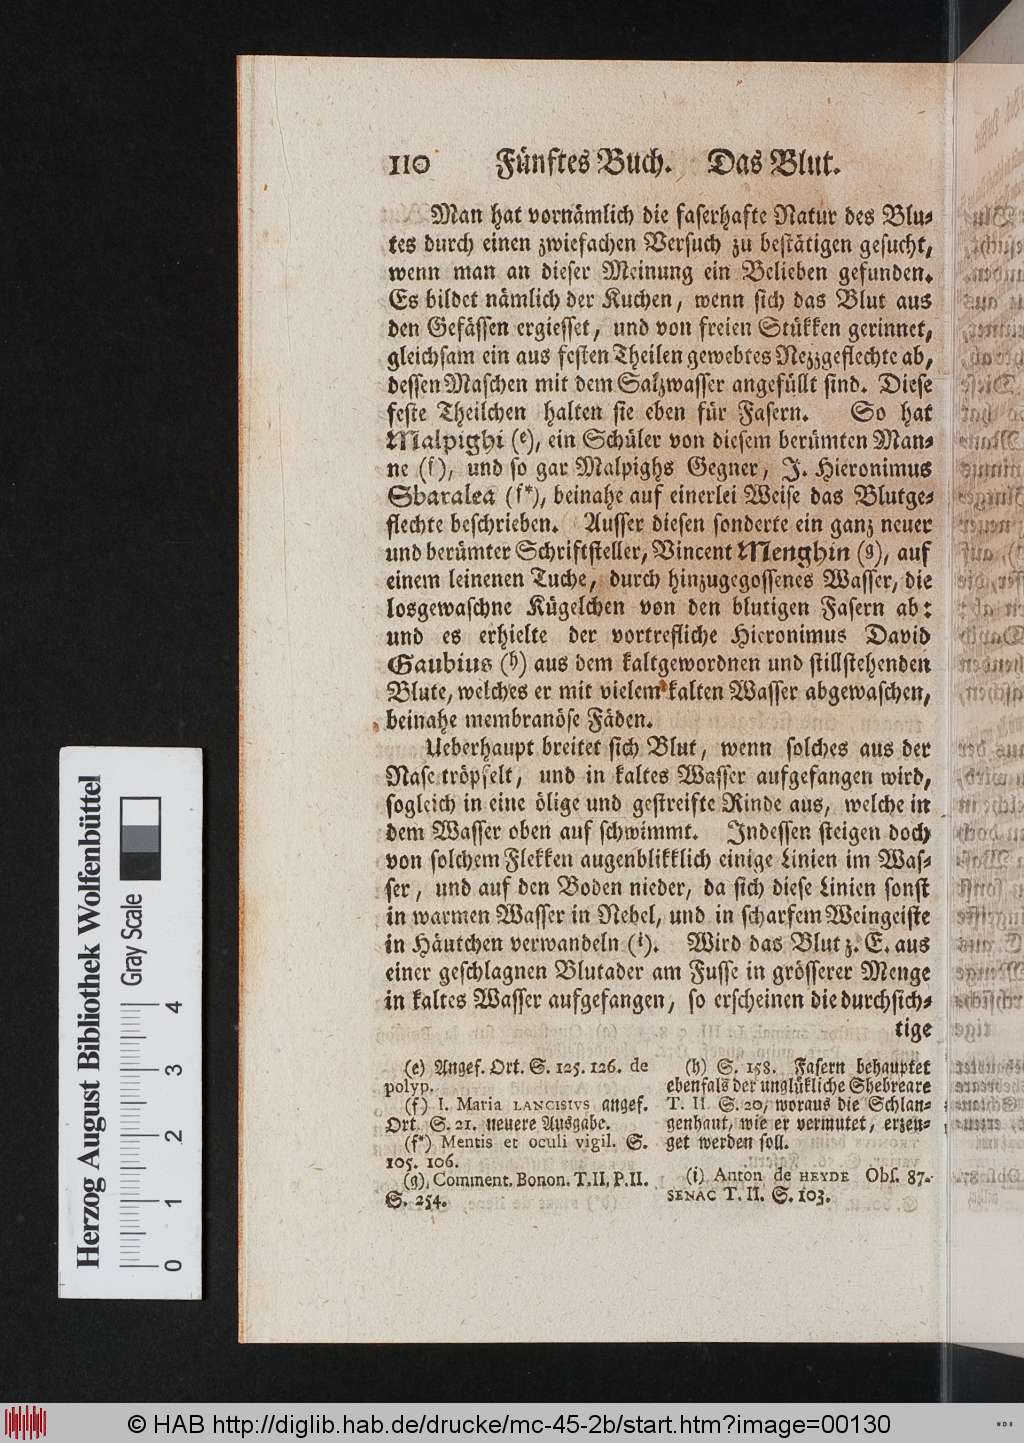 110 Fünftes Buch. Das Blut.
Man hat vornämlich die faserhafte Natur des Blu-
tes durch einen zwiefachen Versuch zu bestätigen gesucht,
wenn man an dieser Meinung ein Belieben gefunden.
Es bildet nämlich der Kuchen, wenn sich das Blut aus
den Gefässen ergiesset, und von freien Stükken gerinnet,
gleichsam ein aus festen Theilen gewebtes Nezzgeflechte ab,
dessen Maschen mit dem Salzwasser angefüllt sind. Diese
feste Theilchen halten sie eben für Fasern. So hat
Malpighi (e), ein Schüler von diesem berümten Man-
ne (f), und so gar Malpighs Gegner, J. Hieronimus
Sbaralea (f*), beinahe auf einerlei Weise das Blutge-
flechte beschrieben. Ausser diesen sonderte ein ganz neuer
und berümter Schriftsteller, Vincent Menghin (g), auf
einem leinenen Tuche, durch hinzugegossenes Wasser, die
losgewaschne Kügelchen von den blutigen Fasern ab:
und es erhielte der vortrefliche Hieronimus David
Gaubius (h) aus dem kaltgewordnen und stillstehenden
Blute, welches er mit vielem kalten Wasser abgewaschen,
beinahe membranöse Fäden.
Ueberhaupt breitet sich Blut, wenn solches aus der
Nase tröpfelt, und in kaltes Wasser aufgefangen wird,
sogleich in eine ölige und gestreifte Rinde aus, welche in
dem Wasser oben auf schwimmt. Indessen steigen doch
von solchem Flekken augenblikklich einige Linien im Was-
ser, und auf den Boden nieder, da sich diese Linien sonst
in warmen Wasser in Nebel, und in scharfem Weingeiste
in Häutchen verwandeln (i). Wird das Blut z. E. aus
einer geschlagnen Blutader am Fusse in grösserer Menge
in kaltes Wasser aufgefangen, so erscheinen die durchsich-
tige
(e) Angef. Ort. S. 125. 126. de
polyp.
(f) I. Maria LANCISIVS angef.
Ort. S. 21. neuere Ausgabe.
(f*) Mentis et oculi vigil. S.
105. 106.
(g) Comment. Bonon. T. II, P. II.
S. 254.
(h) S. 158. Fasern behauptet
ebenfals der unglükliche Shebreare
T. II S. 20, woraus die Schlan-
genhaut, wie er vermutet, erzeu-
get werden soll.
(i) Anton de HEYDE Obs. 87.
SENAC T. II. S. 103.
Herzog August Bibliothek Wolfenbüttel
Gray Scale
0 1 2 3 4
© HAB http://diglib.hab.de/drucke/mc-45-2b/start.htm?image=00130